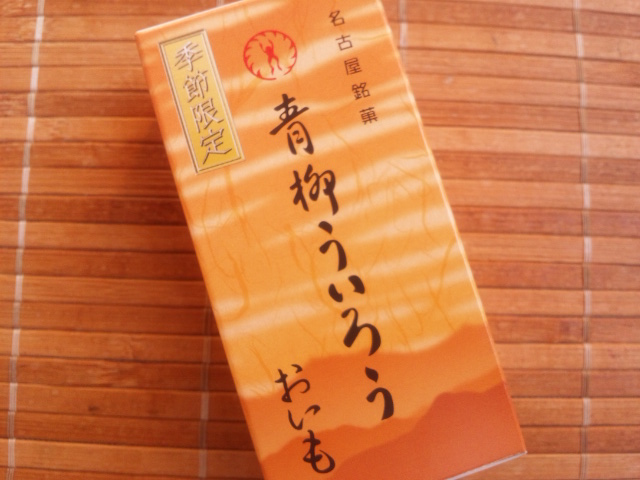 名古屋銘菓
季節限定
青柳ういろう
おいも